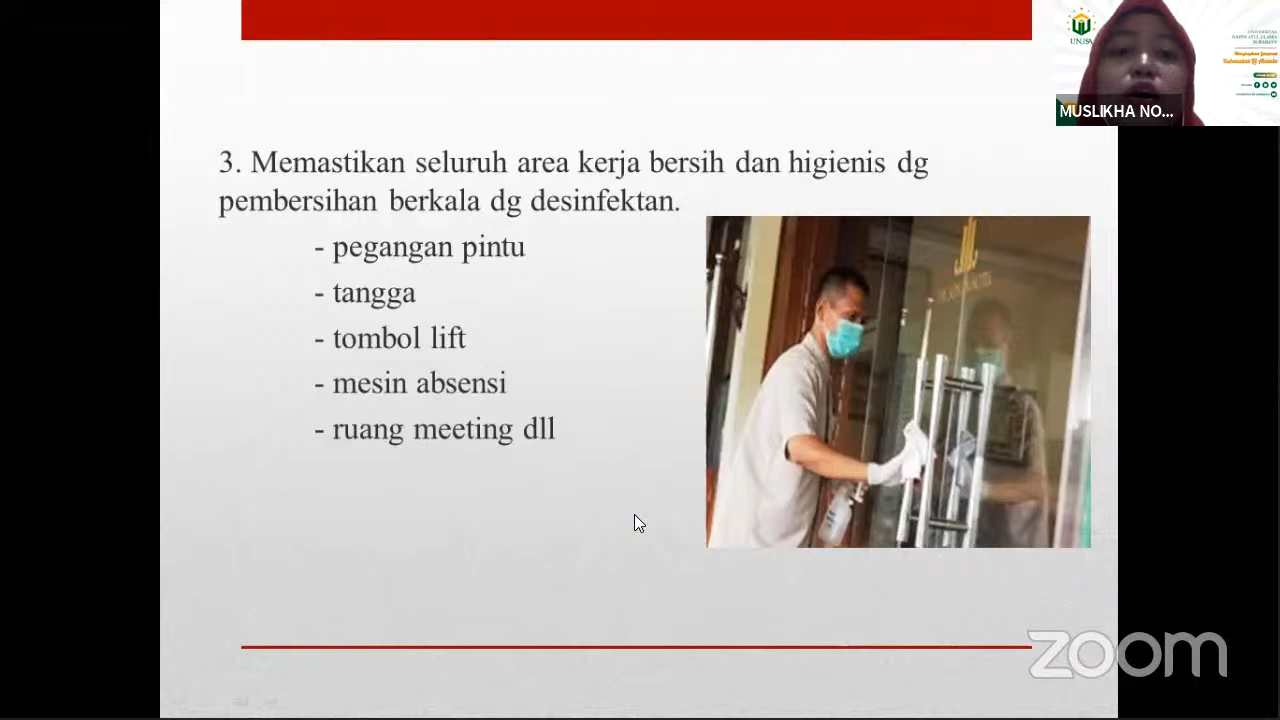 3. Memastikan seluruh area kerja bersih dan higienis dg
pembersihan berkala dg desinfektan.
- pegangan pintu
- tangga
- tombol lift
- mesin absensi
- ruang meeting dll
MUSLIKHA NO...
UNUSA
zoom